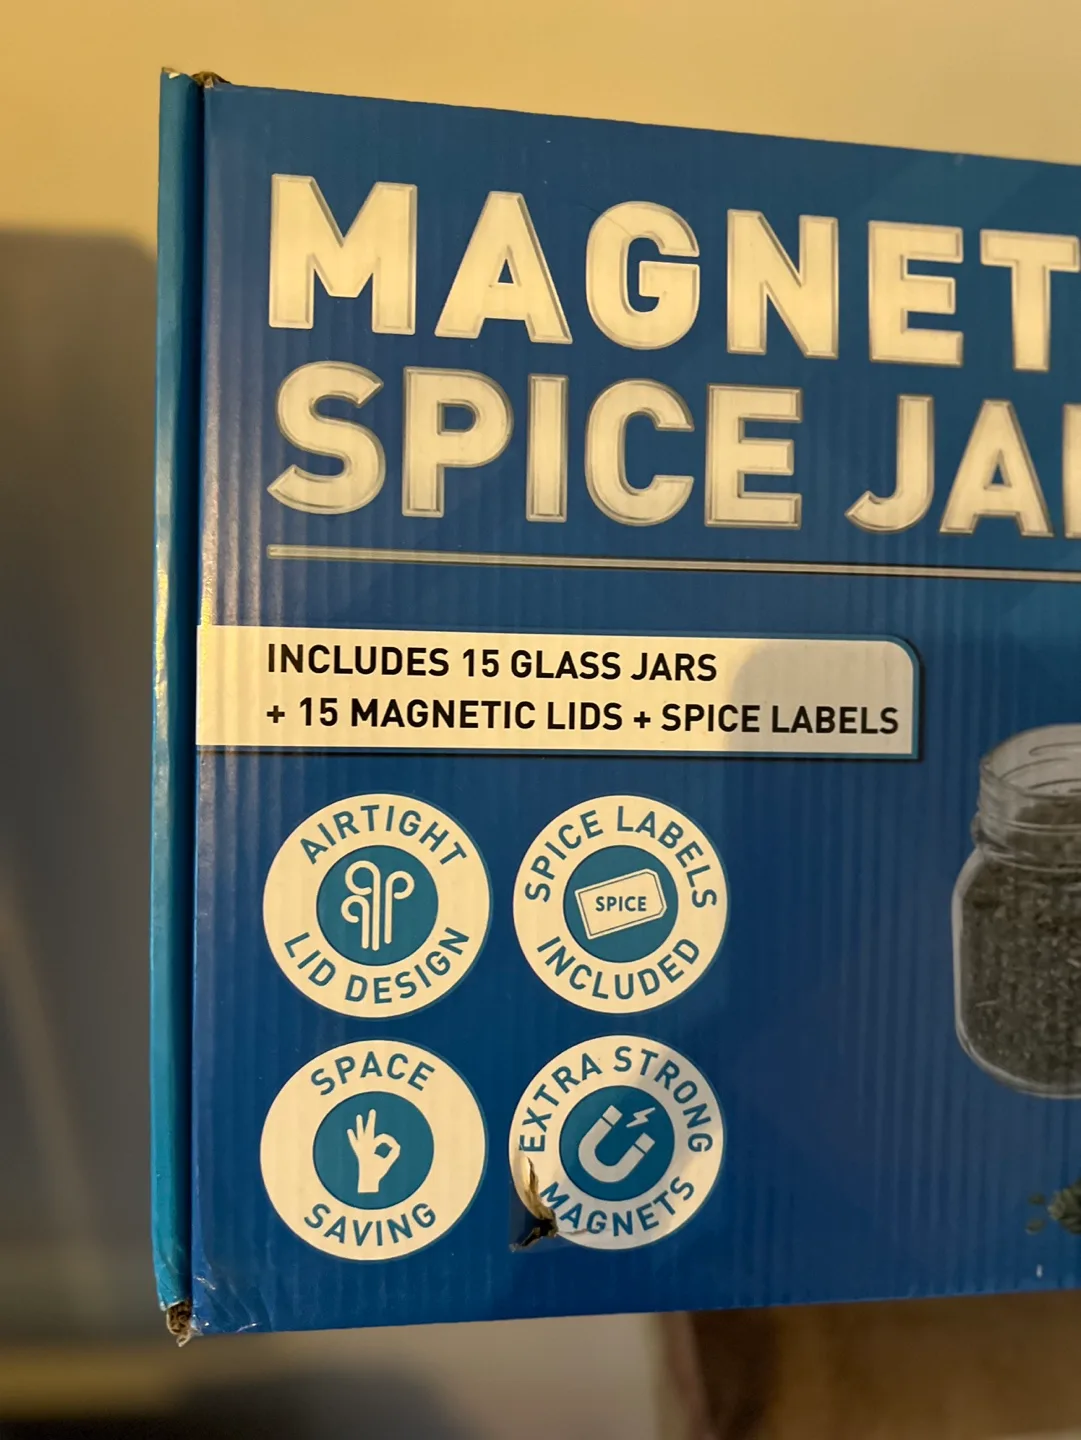 MAGNET
SPICE JA
INCLUDES 15 GLASS JARS
+ 15 MAGNETIC LIDS + SPICE LABELS
AIRTIGHT
LID DESIGN
SPICE LABELS
SPICE
INCLUDED
SPACE
SAVING
EXTRA STRONG
MAGNETS